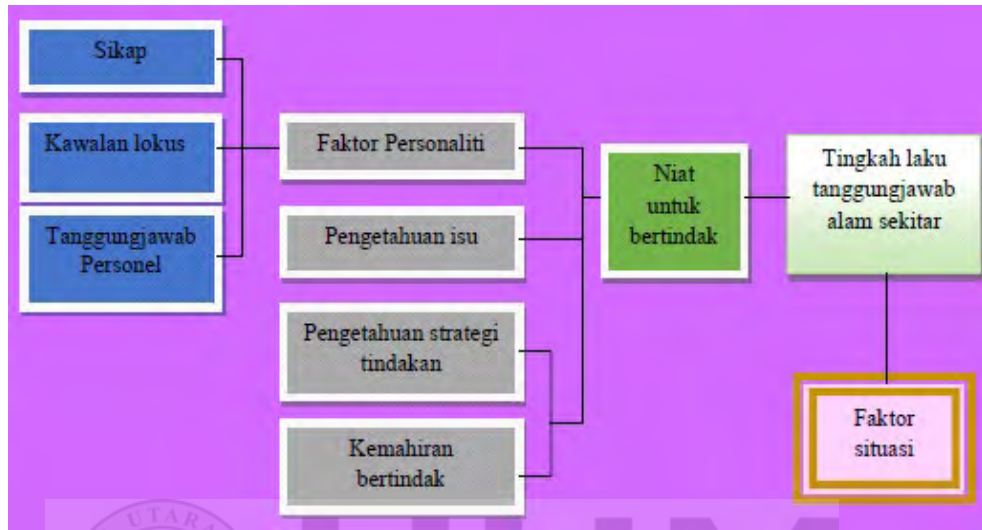 Sikap
Kawalan lokus
Tanggungjawab
Personel
Faktor Personaliti
Pengetahuan isu
Pengetahuan strategi
tindakan
Kemahiran
bertindak
Niat
untuk
bertindak
Tingkah laku
tanggungjawab
alam sekitar
Faktor
situasi
UTARA